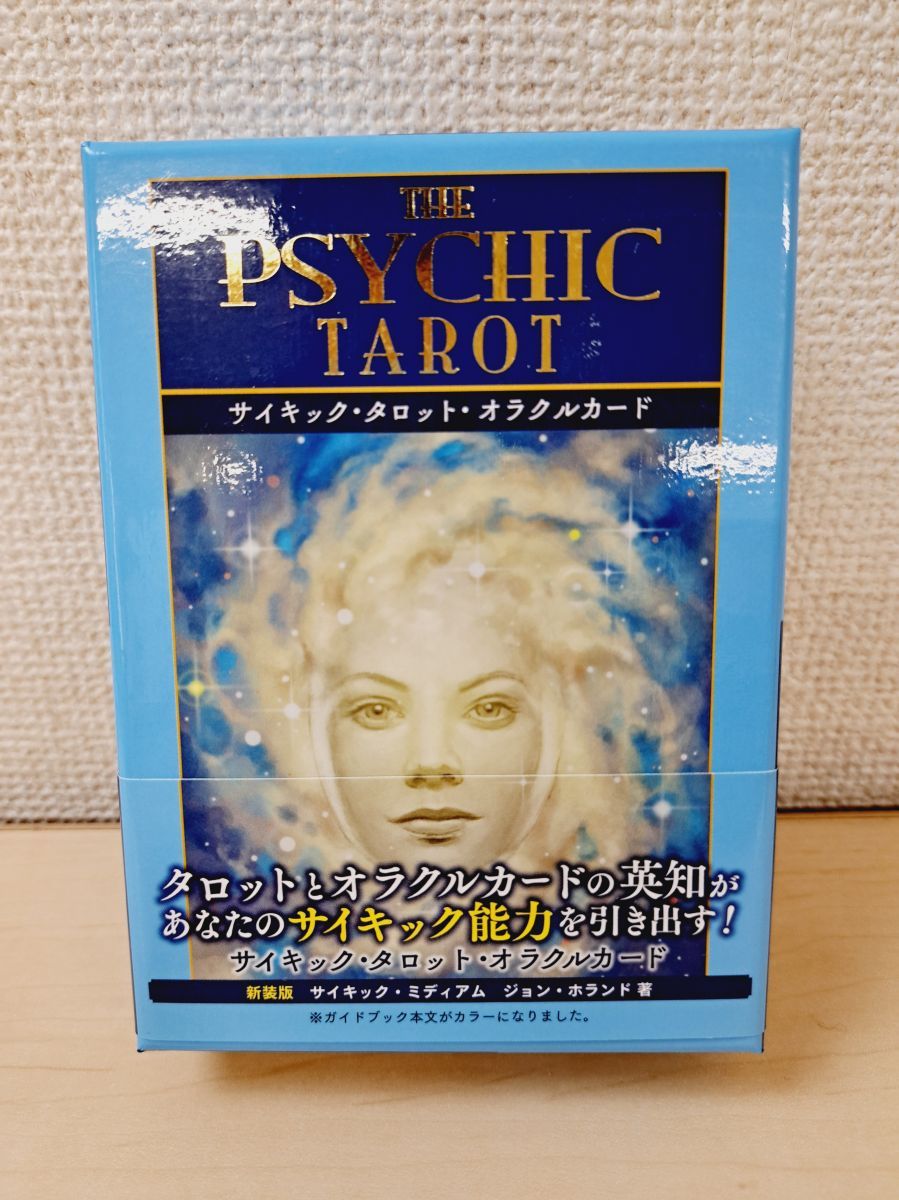 THE
PSYCHIC
TAROT
サイキック・タロット・オラクルカード
タロットとオラクルカードの英知が
あなたのサイキック能力を引き出す!
サイキック・タロット・オラクルカード
新装版 サイキック・ミディアム ジョン・ホランド 著
※ガイドブック本文がカラーになりました。